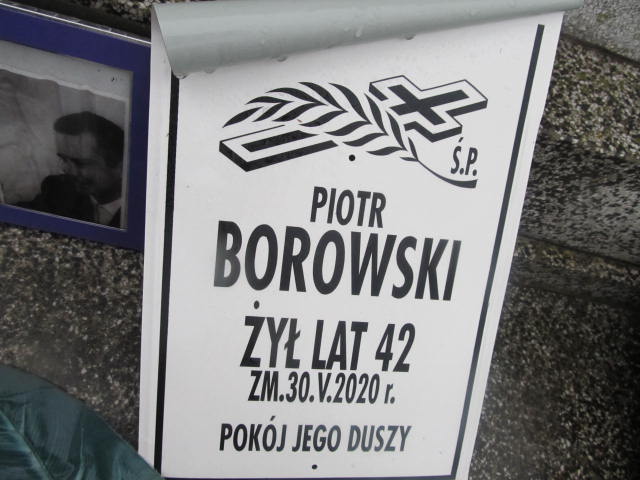 Ś.P.
PIOTR
BOROWSKI
ŻYŁ LAT 42
ZM.30.V.2020 r.
POKÓJ JEGO DUSZY